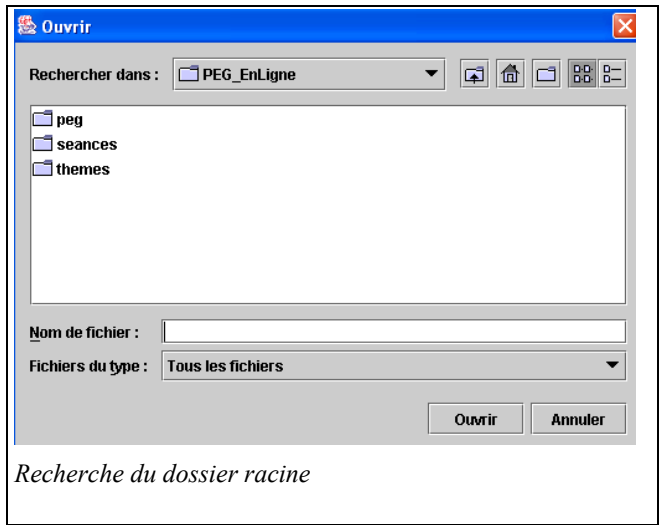 Ouvrir
Rechercher dans : PEG_EnLigne
peg
seances
themes
Nom de fichier :
Fichiers du type : Tous les fichiers
Ouvrir Annuler
Recherche du dossier racine